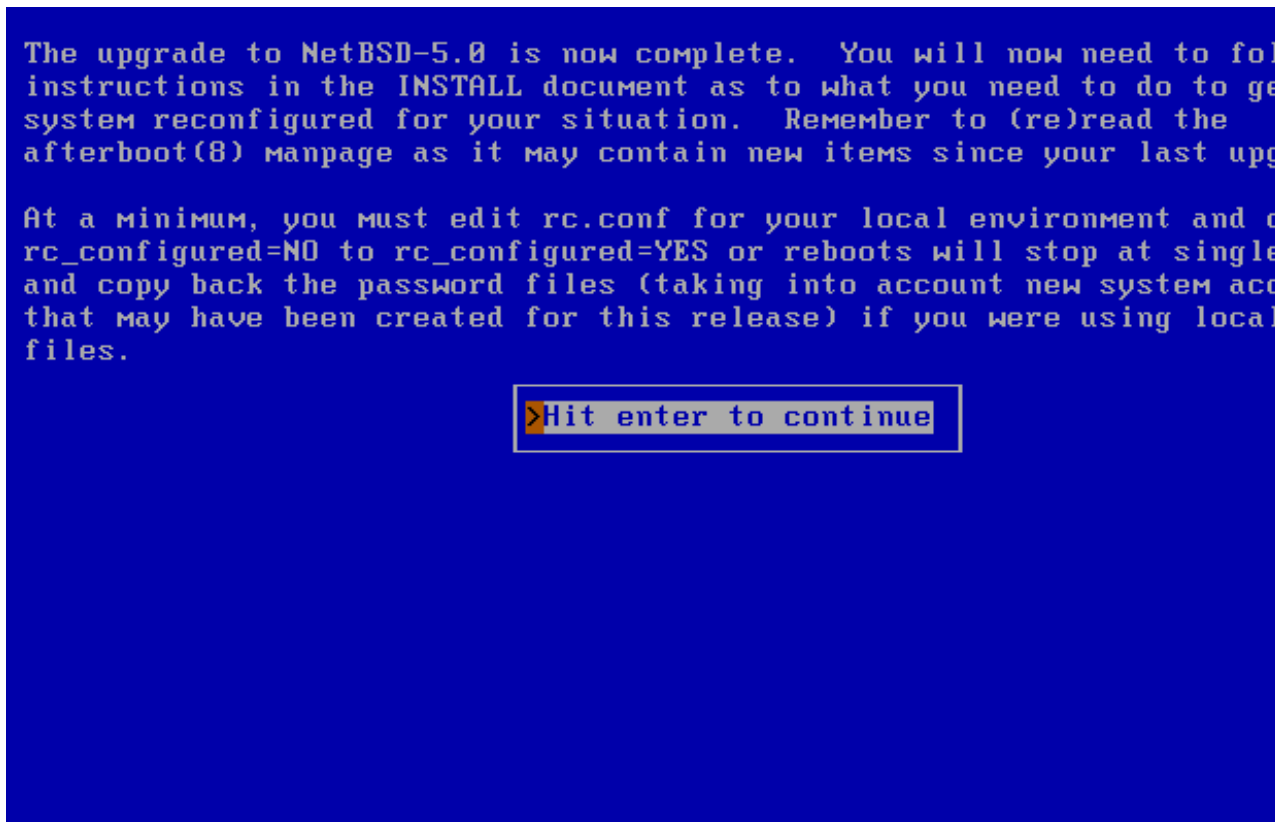 The upgrade to NetBSD-5.0 is now complete.  You will now need to fol
instructions in the INSTALL document as to what you need to do to ge
system reconfigured for your situation.  Remember to (re)read the
afterboot(8) manpage as it may contain new items since your last upg
At a minimum, you must edit rc.conf for your local environment and c
rc_configured=NO to rc_configured=YES or reboots will stop at single
and copy back the password files (taking into account new system acc
that may have been created for this release) if you were using local
files.
>Hit enter to continue